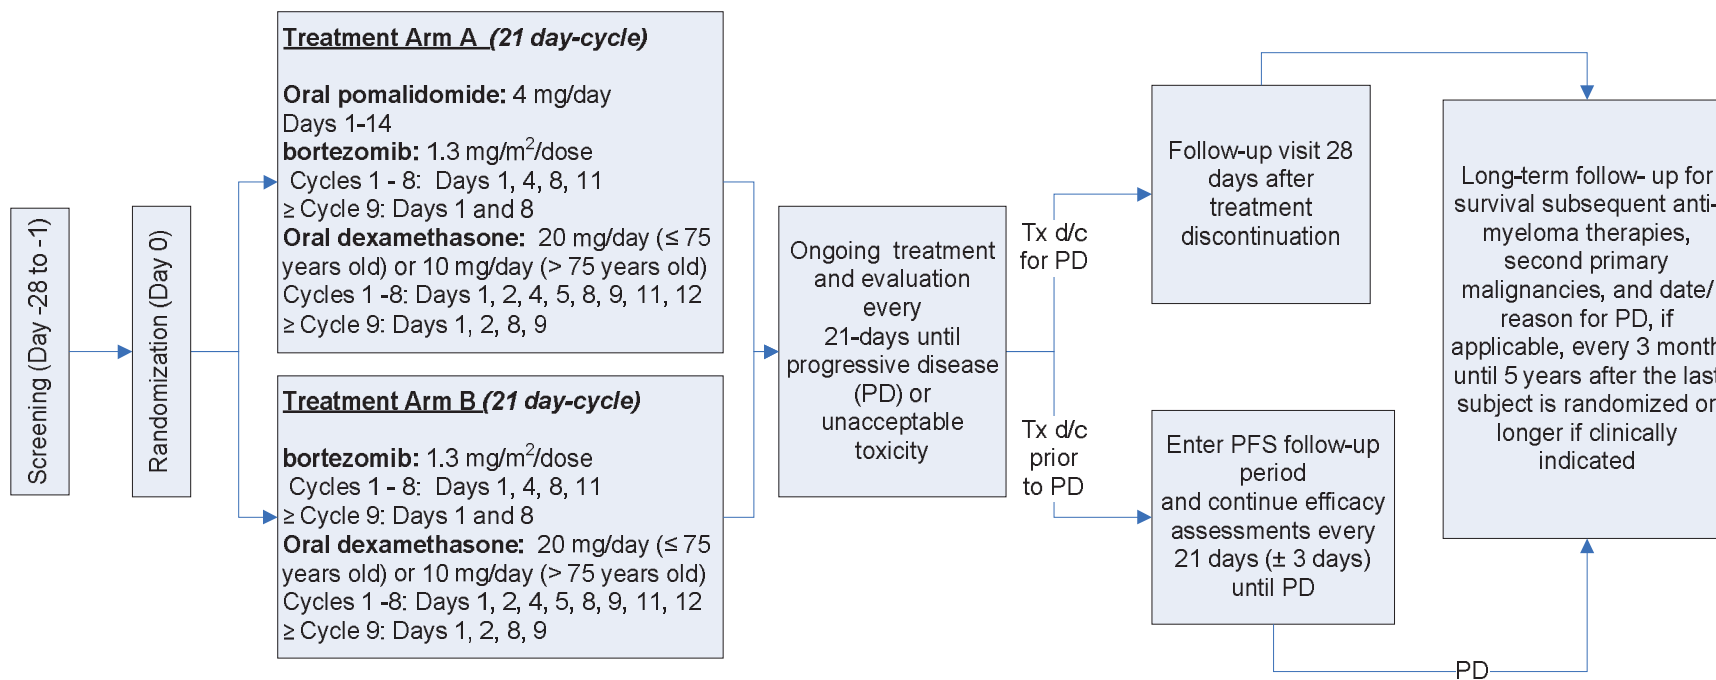 Screening (Day -28 to -1)
Randomization (Day 0)
Treatment Arm A (21 day-cycle)
Oral pomalidomide: 4 mg/day
Days 1-14
bortezomib: 1.3 mg/m²/dose
Cycles 1 - 8: Days 1, 4, 8, 11
≥ Cycle 9: Days 1 and 8
Oral dexamethasone: 20 mg/day (≤ 75
years old) or 10 mg/day (> 75 years old)
Cycles 1 -8: Days 1, 2, 4, 5, 8, 9, 11, 12
≥ Cycle 9: Days 1, 2, 8, 9
Treatment Arm B (21 day-cycle)
bortezomib: 1.3 mg/m²/dose
Cycles 1 - 8: Days 1, 4, 8, 11
≥ Cycle 9: Days 1 and 8
Oral dexamethasone: 20 mg/day (≤ 75
years old) or 10 mg/day (> 75 years old)
Cycles 1 -8: Days 1, 2, 4, 5, 8, 9, 11, 12
≥ Cycle 9: Days 1, 2, 8, 9
Ongoing treatment
and evaluation
every
21-days until
progressive disease
(PD) or
unacceptable
toxicity
Tx d/c
for PD
Tx d/c
prior
to PD
Follow-up visit 28
days after
treatment
discontinuation
Enter PFS follow-up
period
and continue efficacy
assessments every
21 days (± 3 days)
until PD
PD
Long-term follow- up for
survival subsequent anti-
myeloma therapies,
second primary
malignancies, and date/
reason for PD, if
applicable, every 3 month
until 5 years after the last
subject is randomized or
longer if clinically
indicated